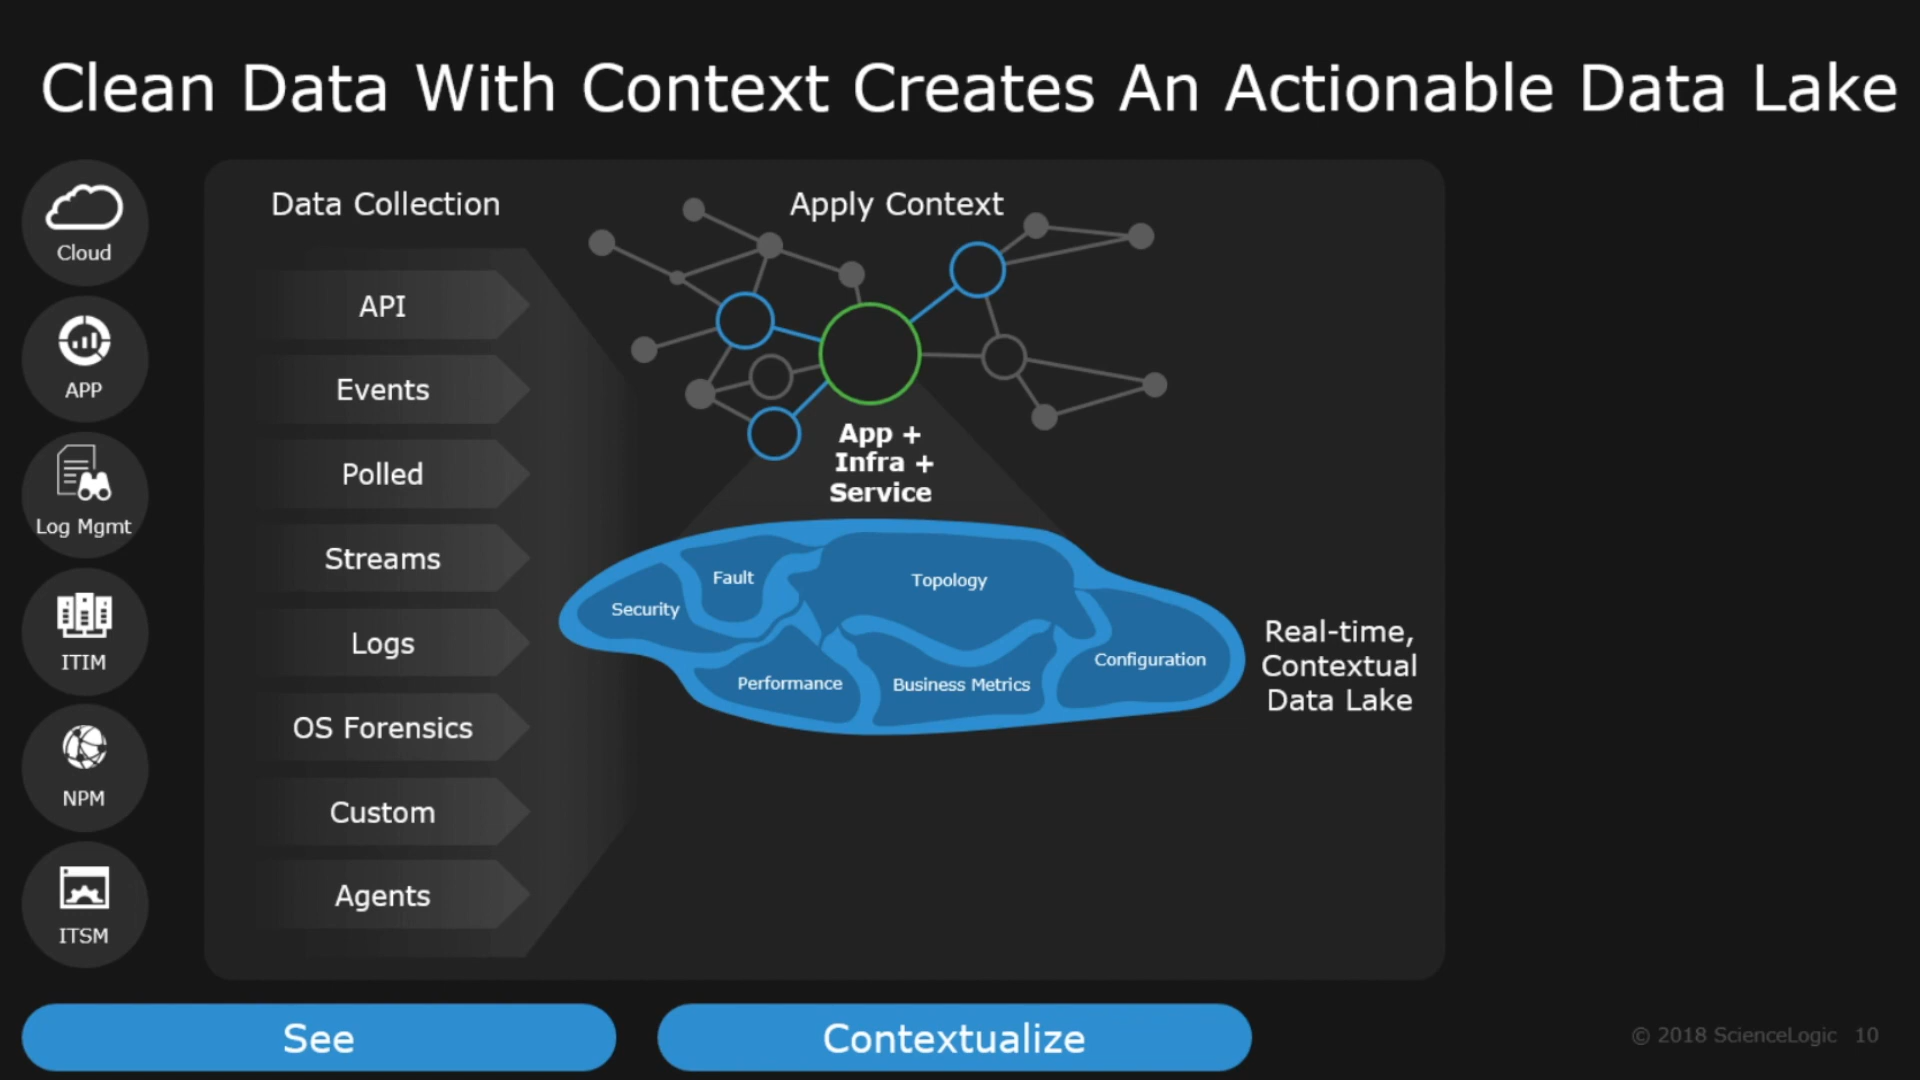 Clean Data With Context Creates An Actionable Data Lake
Cloud
APP
Log Mgmt
ITIM
NPM
ITSM
Data Collection
API
Events
Polled
Streams
Logs
OS Forensics
Custom
Agents
Apply Context
App +
Infra +
Service
Security
Fault
Topology
Performance
Business Metrics
Configuration
Real-time,
Contextual
Data Lake
See
Contextualize
© 2018 ScienceLogic 10